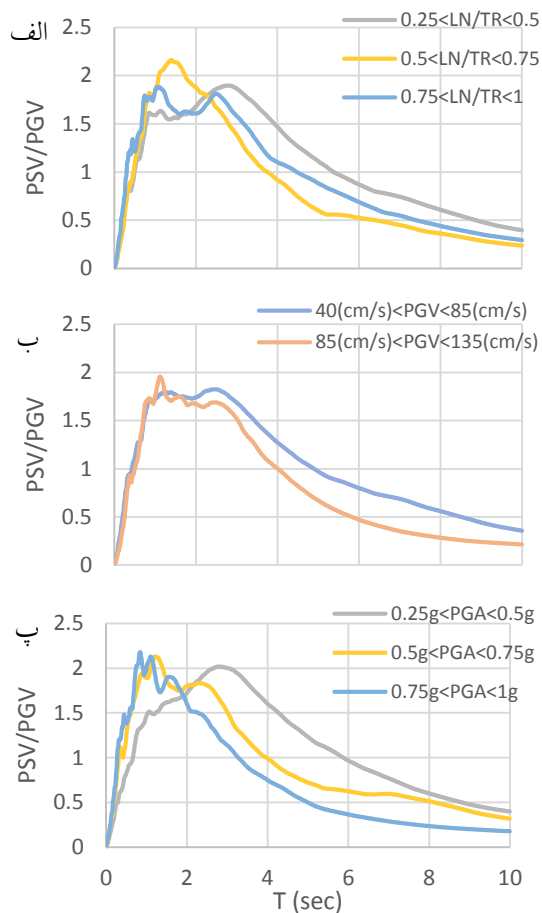 الف
0.25<LN/TR<0.5
0.5<LN/TR<0.75
0.75<LN/TR<1
PSV/PGV
2.5
2
1.5
1
0.5
0
ب
40(cm/s)<PGV<85(cm/s)
85(cm/s)<PGV<135(cm/s)
PSV/PGV
2.5
2
1.5
1
0.5
0
پ
0.25g<PGA<0.5g
0.5g<PGA<0.75g
0.75g<PGA<1g
PSV/PGV
2.5
2
1.5
1
0.5
0
0 2 4 6 8 10
T (sec)